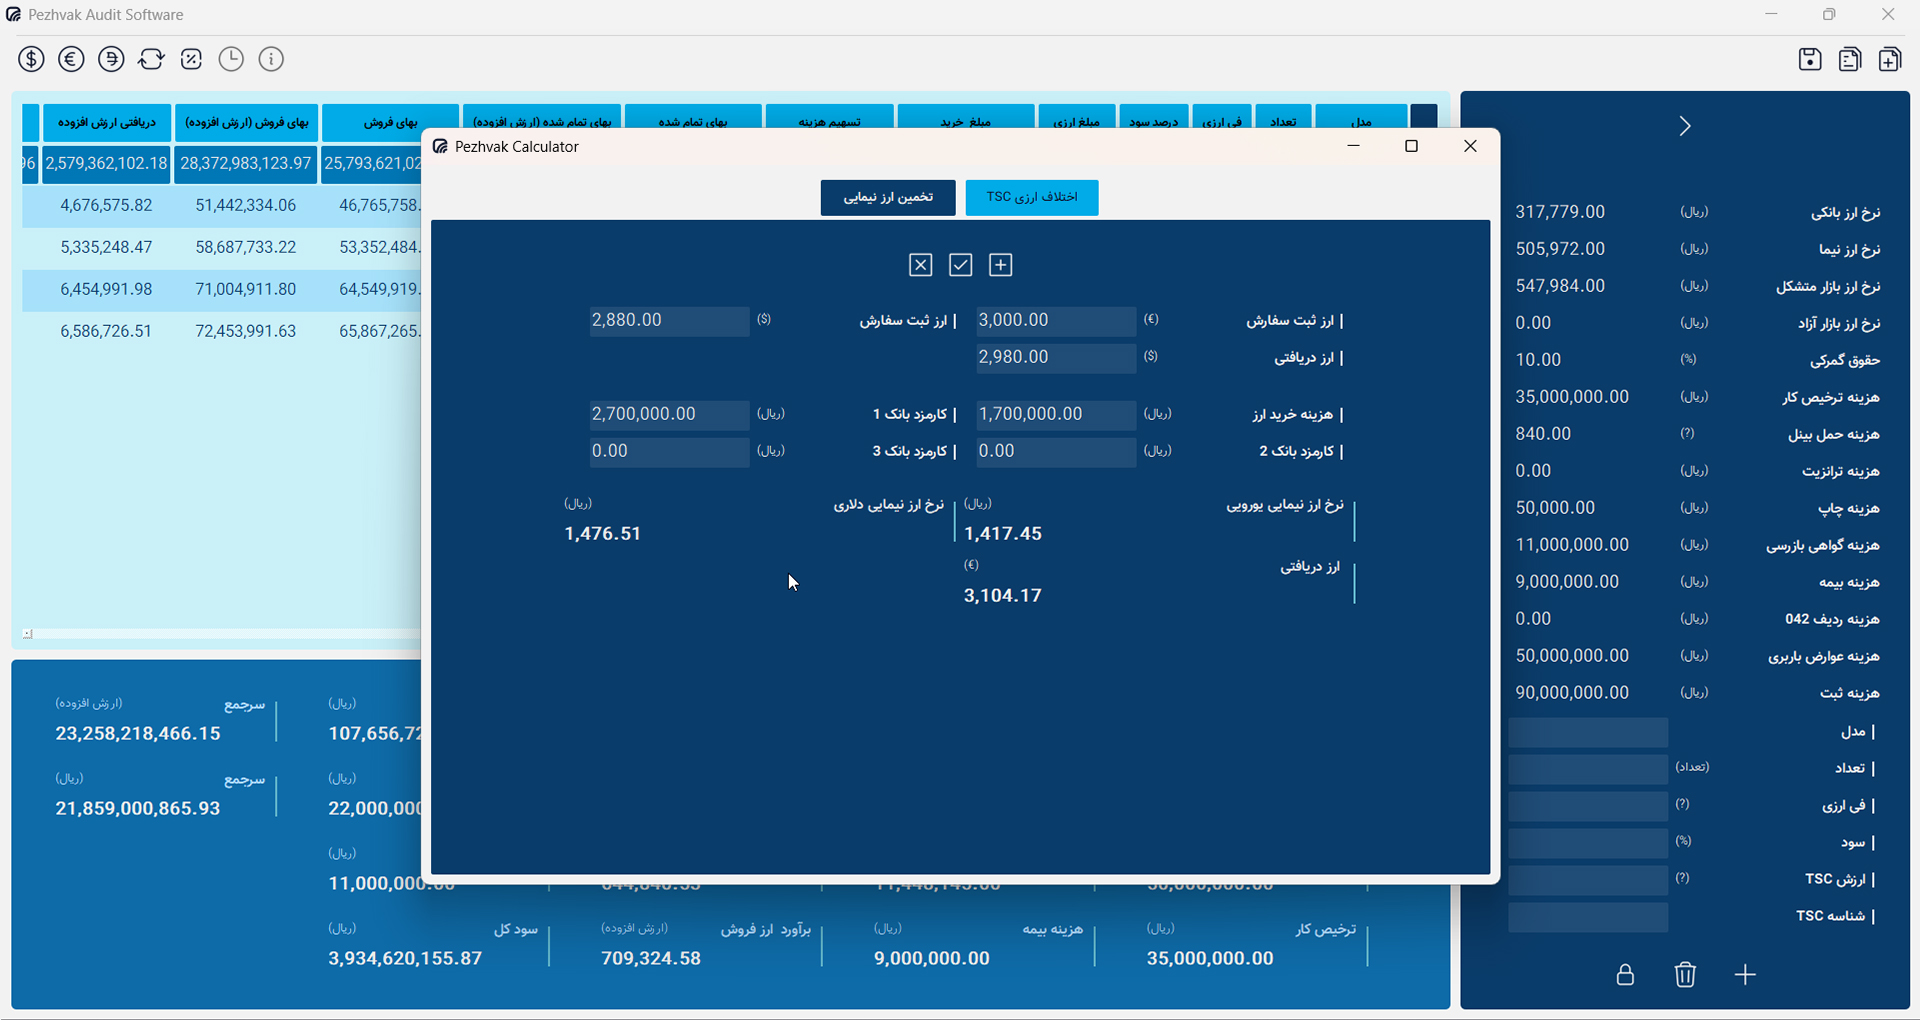 Pezhvak Audit Software
مدل
تعداد
فی ارزی
درصد سود
مبلغ ارزی
مبلغ خرید
تسهیم هزینه
بهای تمام شده
بهای تمام شده (ارزش افزوده)
بهای فروش
بهای فروش (ارزش افزوده)
دریافتی ارزش افزوده
28,372,983,123.97
2,579,362,102.18
46,765,758.
51,442,334.06
4,676,575.82
53,352,484.
58,687,733.22
5,335,248.47
64,549,919.
71,004,911.80
6,454,991.98
65,867,265.
72,453,991.63
6,586,726.51
Pezhvak Calculator
اختلاف ارزی TSC
تخمین ارز نیمایی
ارز ثبت سفارش (€) 3,000.00
ارز ثبت سفارش ($) 2,880.00
ارز دریافتی ($) 2,980.00
هزینه خرید ارز (ریال) 1,700,000.00
کارمزد بانک 1 (ریال) 2,700,000.00
کارمزد بانک 2 (ریال) 0.00
کارمزد بانک 3 (ریال) 0.00
نرخ ارز نیمایی یورویی (ریال)
1,417.45
نرخ ارز نیمایی دلاری (ریال)
1,476.51
ارز دریافتی (€)
3,104.17
نرخ ارز بانکی (ریال) 317,779.00
نرخ ارز نیما (ریال) 505,972.00
نرخ ارز بازار متشکل (ریال) 547,984.00
نرخ ارز بازار آزاد (ریال) 0.00
حقوق گمرکی (%) 10.00
هزینه ترخیص کار (ریال) 35,000,000.00
هزینه حمل بینل (?) 840.00
هزینه ترانزیت (ریال) 0.00
هزینه چاپ (ریال) 50,000.00
هزینه گواهی بازرسی (ریال) 11,000,000.00
هزینه بیمه (ریال) 9,000,000.00
هزینه ردیف 042 (ریال) 0.00
هزینه عوارض باربری (ریال) 50,000,000.00
هزینه ثبت (ریال) 90,000,000.00
مدل
تعداد (تعداد)
فی ارزی (?)
سود (%)
ارزش TSC (?)
شناسه TSC
سرجمع (ارزش افزوده)
23,258,218,466.15
(ریال)
107,656,72
سرجمع (ریال)
21,859,000,865.93
(ریال)
22,000,000
(ریال)
11,000,000.00
ترخیص کار (ریال)
35,000,000.00
هزینه بیمه (ریال)
9,000,000.00
برآورد ارز فروش (ارزش افزوده)
709,324.58
سود کل (ریال)
3,934,620,155.87